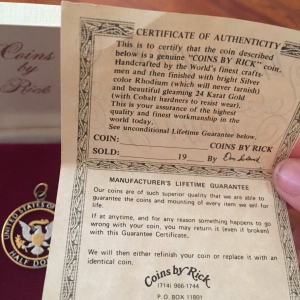 Coins
by
Rick
UNITED STATES OF
HALF DO
CERTIFICATE OF AUTHENTICITY
This is to certify that the coin described
below is a genuine "COINS BY RICK" coin.
Handcrafted by the World's finest crafts-
men and then finished with bright Silver
color Rhodium (which will never tarnish)
and beautiful gleaming 24 Karat Gold
(with Cobalt hardners to resist wear).
This is your assurance of the highest
quality and finest workmanship in the
world today.
See unconditional Lifetime Guarantee below.
COIN: COINS BY RICK
SOLD: 19 By
MANUFACTURER'S LIFETIME GUARANTEE
Our coins are of such superior quality that we are able to
guarantee the coins and mounting of every item we sell for
life.
If at anytime, and for any reason something happens to go
wrong with your coin, you may return it (even if broken)
with this Guarantee Certificate.
We will then either refinish your coin or replace it with an
identical coin.
Coins by Rick
(714) 966-1744
P.O. BOX 11901